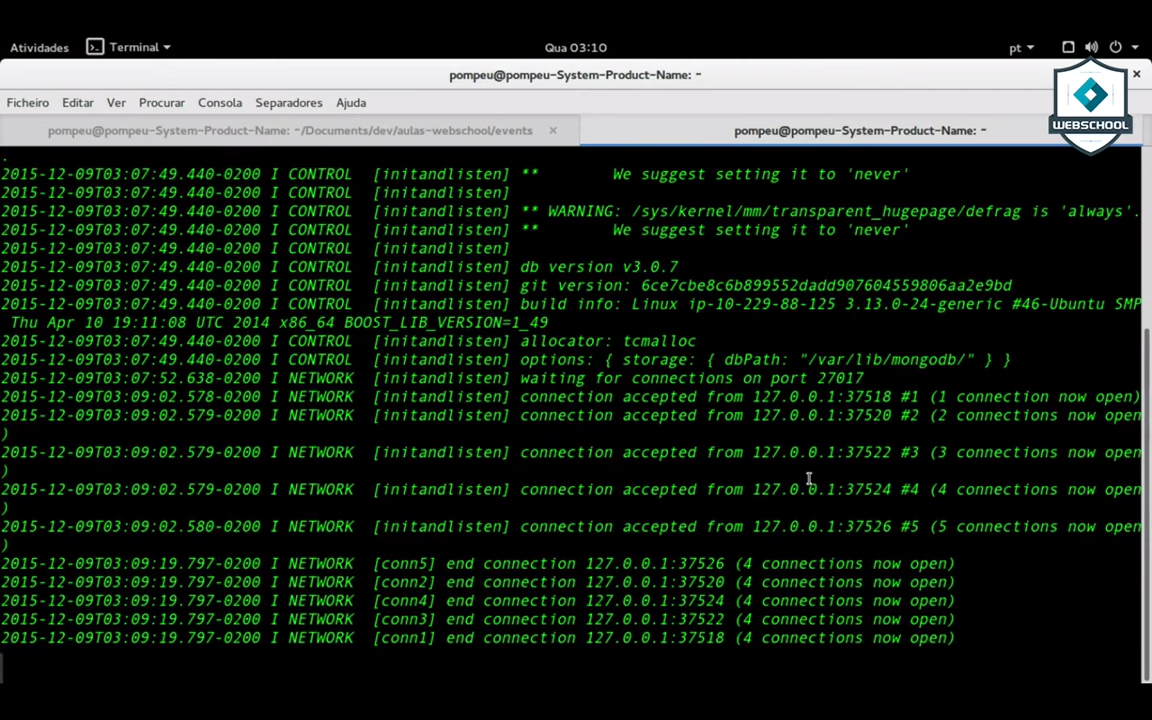 Atividades Terminal Qua 03:10 pt
pompeu@pompeu-System-Product-Name: ~
Ficheiro Editar Ver Procurar Consola Separadores Ajuda
WEBSCHOOL
pompeu@pompeu-System-Product-Name: ~/Documents/dev/aulas-webschool/events × pompeu@pompeu-System-Product-Name: ~
.
2015-12-09T03:07:49.440-0200 I CONTROL  [initandlisten] **        We suggest setting it to 'never'
2015-12-09T03:07:49.440-0200 I CONTROL  [initandlisten]
2015-12-09T03:07:49.440-0200 I CONTROL  [initandlisten] ** WARNING: /sys/kernel/mm/transparent_hugepage/defrag is 'always'.
2015-12-09T03:07:49.440-0200 I CONTROL  [initandlisten] **        We suggest setting it to 'never'
2015-12-09T03:07:49.440-0200 I CONTROL  [initandlisten]
2015-12-09T03:07:49.440-0200 I CONTROL  [initandlisten] db version v3.0.7
2015-12-09T03:07:49.440-0200 I CONTROL  [initandlisten] git version: 6ce7cbe8c6b899552dadd907604559806aa2e9bd
2015-12-09T03:07:49.440-0200 I CONTROL  [initandlisten] build info: Linux ip-10-229-88-125 3.13.0-24-generic #46-Ubuntu SMP
 Thu Apr 10 19:11:08 UTC 2014 x86_64 BOOST_LIB_VERSION=1_49
2015-12-09T03:07:49.440-0200 I CONTROL  [initandlisten] allocator: tcmalloc
2015-12-09T03:07:49.440-0200 I CONTROL  [initandlisten] options: { storage: { dbPath: "/var/lib/mongodb/" } }
2015-12-09T03:07:52.638-0200 I NETWORK  [initandlisten] waiting for connections on port 27017
2015-12-09T03:09:02.578-0200 I NETWORK  [initandlisten] connection accepted from 127.0.0.1:37518 #1 (1 connection now open)
2015-12-09T03:09:02.579-0200 I NETWORK  [initandlisten] connection accepted from 127.0.0.1:37520 #2 (2 connections now open
)
2015-12-09T03:09:02.579-0200 I NETWORK  [initandlisten] connection accepted from 127.0.0.1:37522 #3 (3 connections now open
)
2015-12-09T03:09:02.579-0200 I NETWORK  [initandlisten] connection accepted from 127.0.0.1:37524 #4 (4 connections now open
)
2015-12-09T03:09:02.580-0200 I NETWORK  [initandlisten] connection accepted from 127.0.0.1:37526 #5 (5 connections now open
)
2015-12-09T03:09:19.797-0200 I NETWORK  [conn5] end connection 127.0.0.1:37526 (4 connections now open)
2015-12-09T03:09:19.797-0200 I NETWORK  [conn2] end connection 127.0.0.1:37520 (4 connections now open)
2015-12-09T03:09:19.797-0200 I NETWORK  [conn4] end connection 127.0.0.1:37524 (4 connections now open)
2015-12-09T03:09:19.797-0200 I NETWORK  [conn3] end connection 127.0.0.1:37522 (4 connections now open)
2015-12-09T03:09:19.797-0200 I NETWORK  [conn1] end connection 127.0.0.1:37518 (4 connections now open)